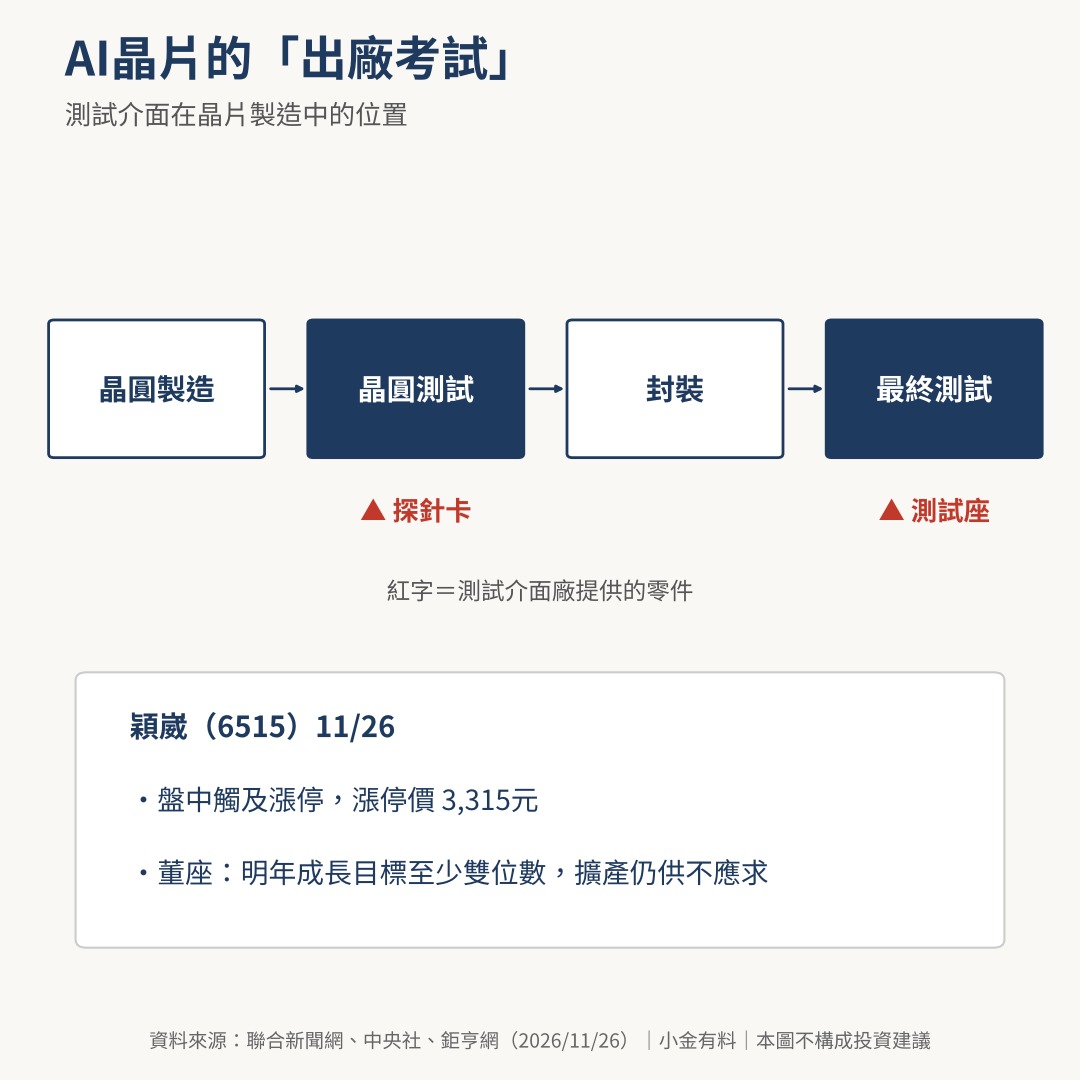 AI晶片的「出廠考試」
測試介面在晶片製造中的位置
晶圓製造
晶圓測試
封裝
最終測試
▲ 探針卡
▲ 測試座
紅字＝測試介面廠提供的零件
穎崴（6515）11/26
・盤中觸及漲停，漲停價 3,315元
・董座：明年成長目標至少雙位數，擴產仍供不應求
資料來源：聯合新聞網、中央社、鉅亨網（2026/11/26）｜小金有料｜本圖不構成投資建議